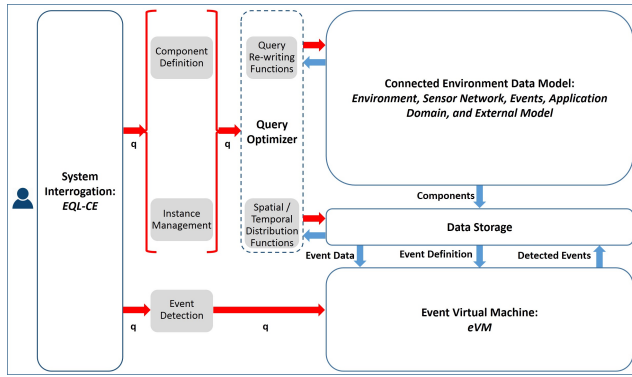 System
Interrogation:
EQL-CE
q
q
Component
Definition
Instance
Management
Event
Detection
q
q
Query
Re-writing
Functions
Query
Optimizer
Spatial /
Temporal
Distribution
Functions
Connected Environment Data Model:
Environment, Sensor Network, Events, Application
Domain, and External Model
Components
Data Storage
Event Data
Event Definition
Detected Events
Event Virtual Machine:
eVM